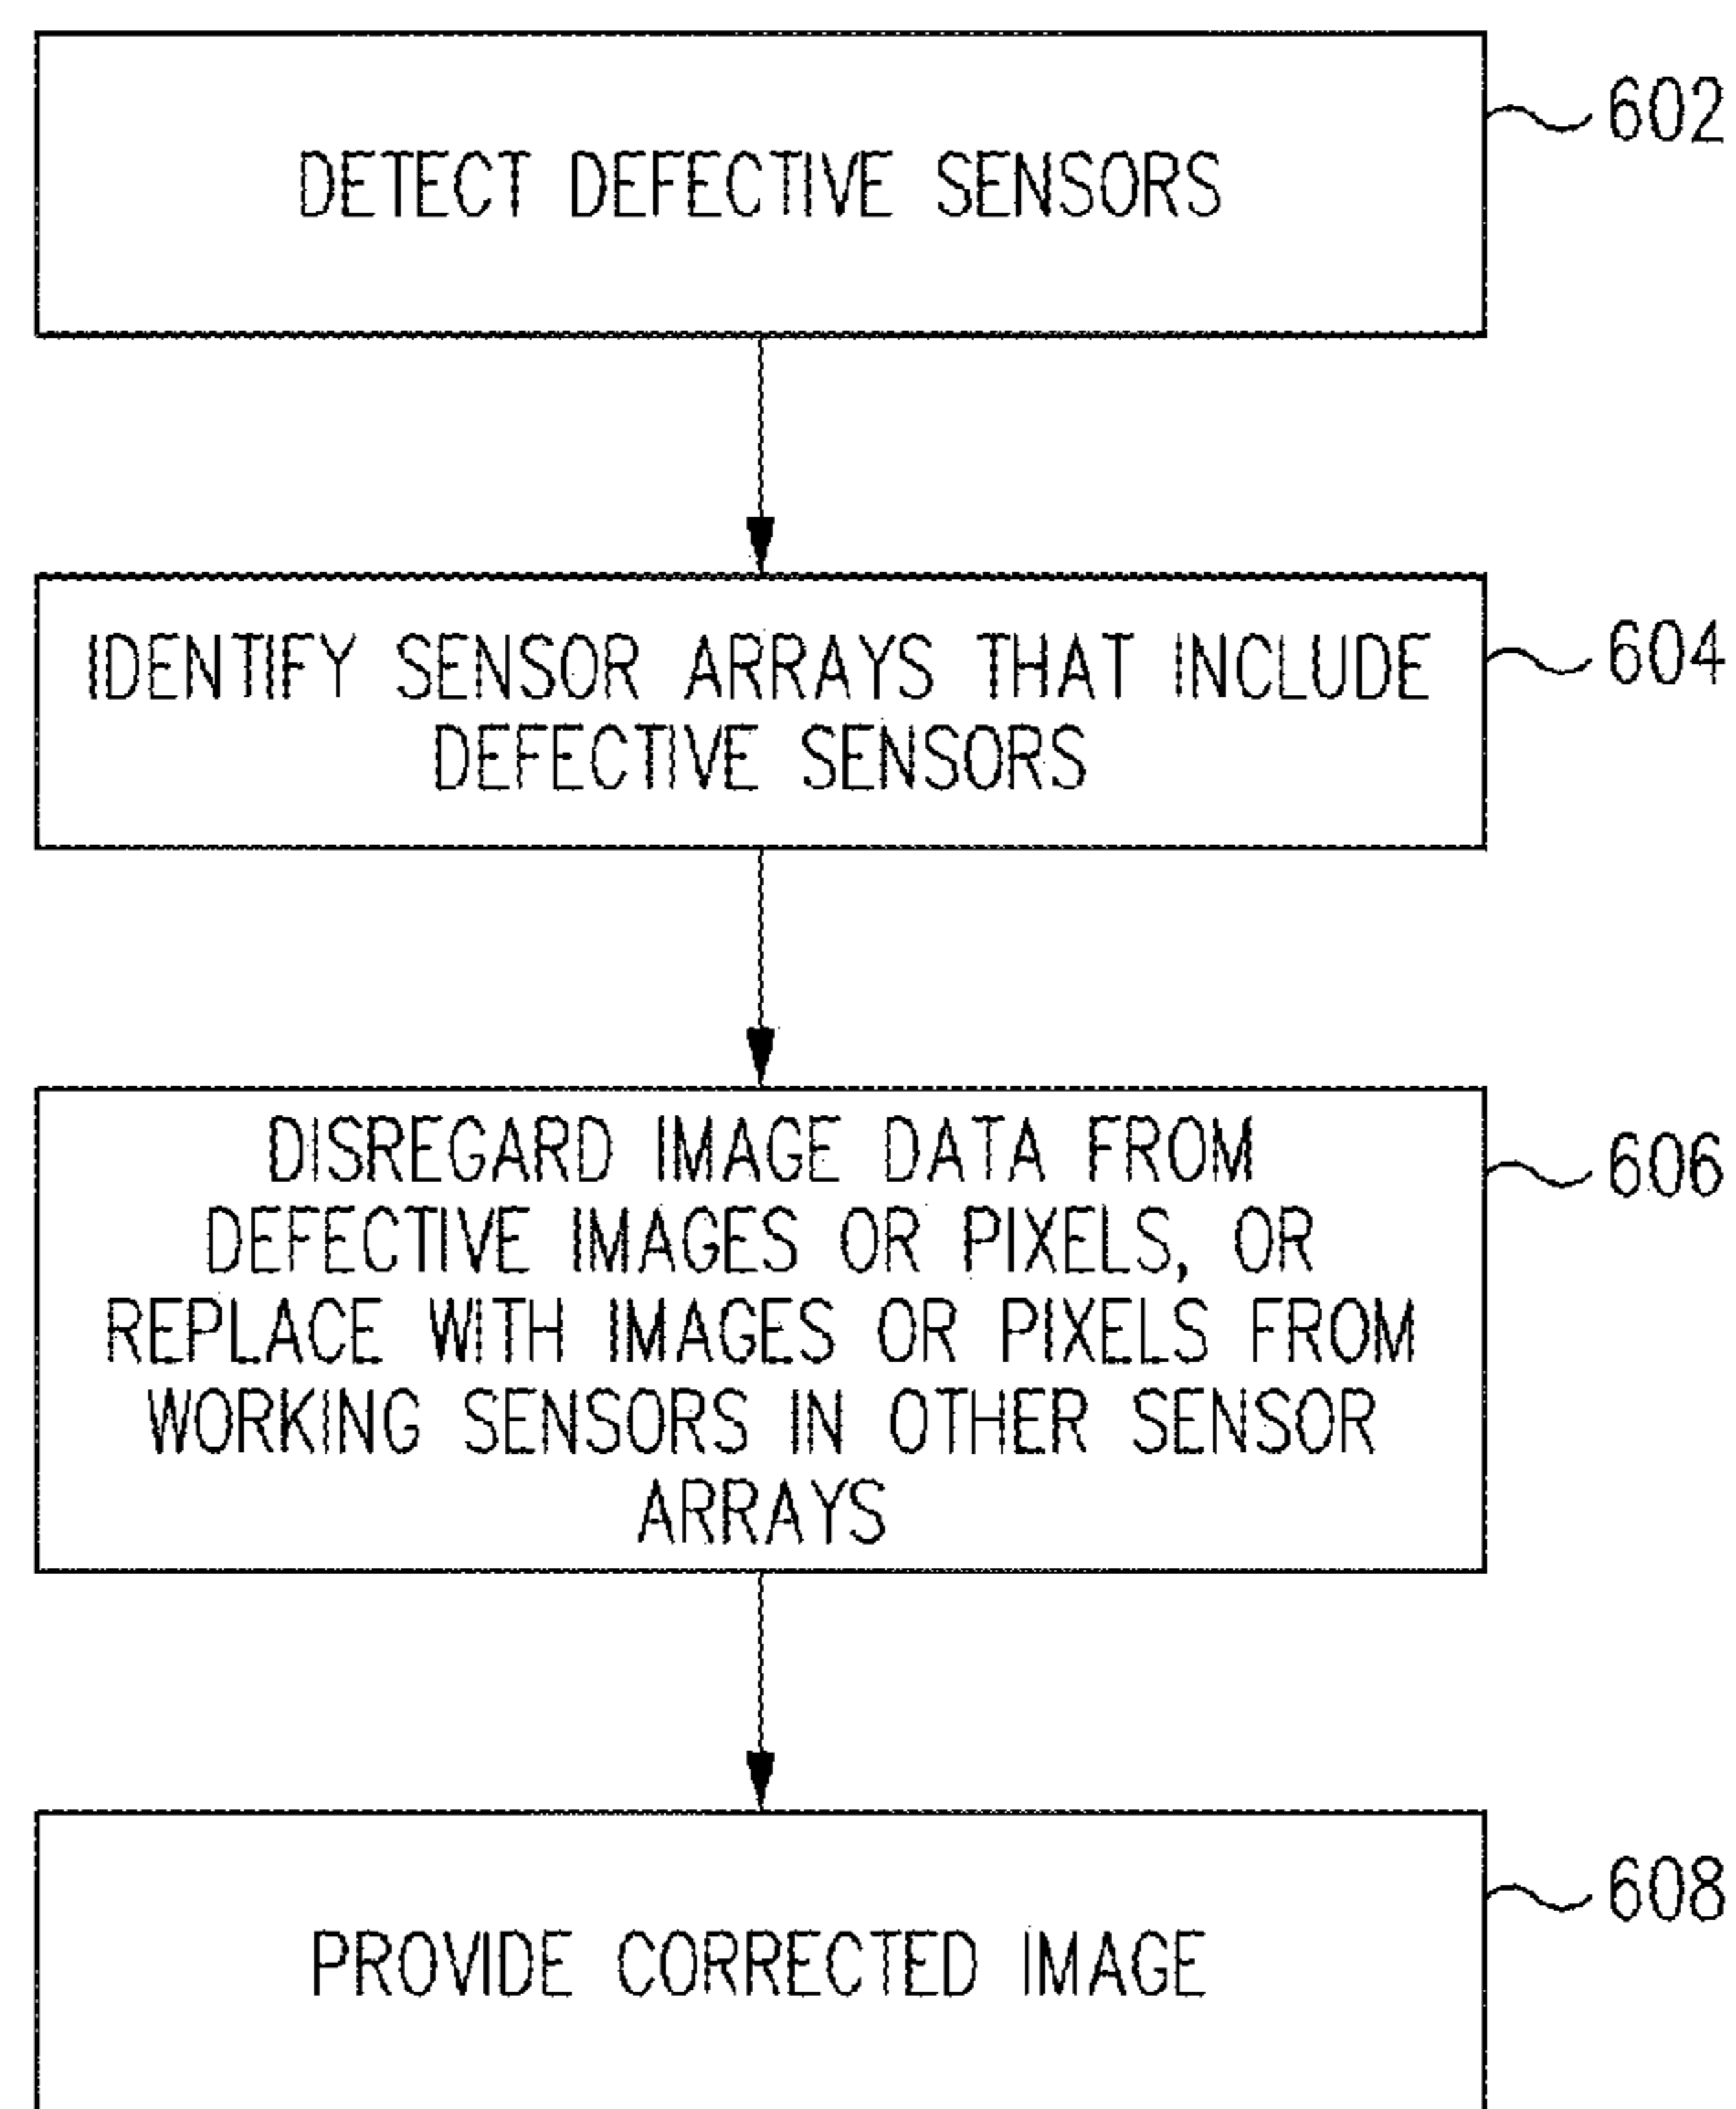 602
DETECT DEFECTIVE SENSORS
604
IDENTIFY SENSOR ARRAYS THAT INCLUDE
DEFECTIVE SENSORS
606
DISREGARD IMAGE DATA FROM
DEFECTIVE IMAGES OR PIXELS, OR
REPLACE WITH IMAGES OR PIXELS FROM
WORKING SENSORS IN OTHER SENSOR
ARRAYS
608
PROVIDE CORRECTED IMAGE